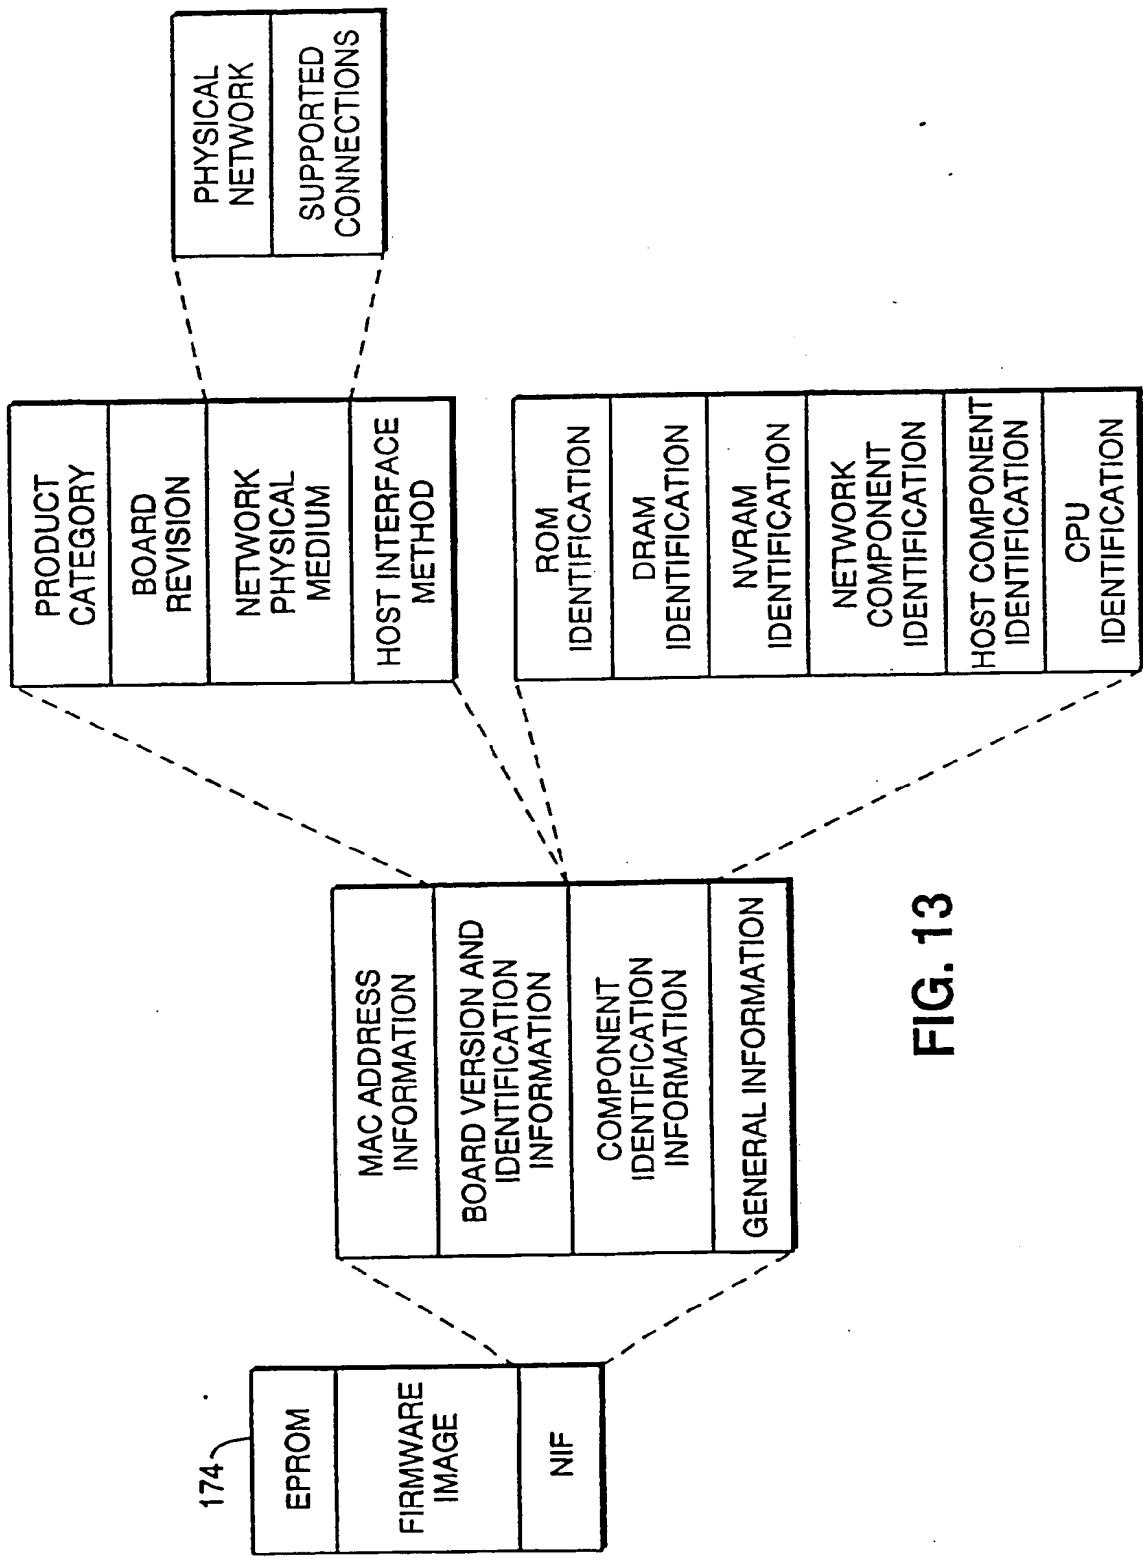 174
EPROM
FIRMWARE
IMAGE
NIF
MAC ADDRESS
INFORMATION
BOARD VERSION AND
IDENTIFICATION
INFORMATION
COMPONENT
IDENTIFICATION
INFORMATION
GENERAL INFORMATION
PRODUCT
CATEGORY
BOARD
REVISION
NETWORK
PHYSICAL
MEDIUM
HOST INTERFACE
METHOD
ROM
IDENTIFICATION
DRAM
IDENTIFICATION
NVRAM
IDENTIFICATION
NETWORK
COMPONENT
IDENTIFICATION
HOST COMPONENT
IDENTIFICATION
CPU
IDENTIFICATION
PHYSICAL
NETWORK
SUPPORTED
CONNECTIONS
FIG. 13